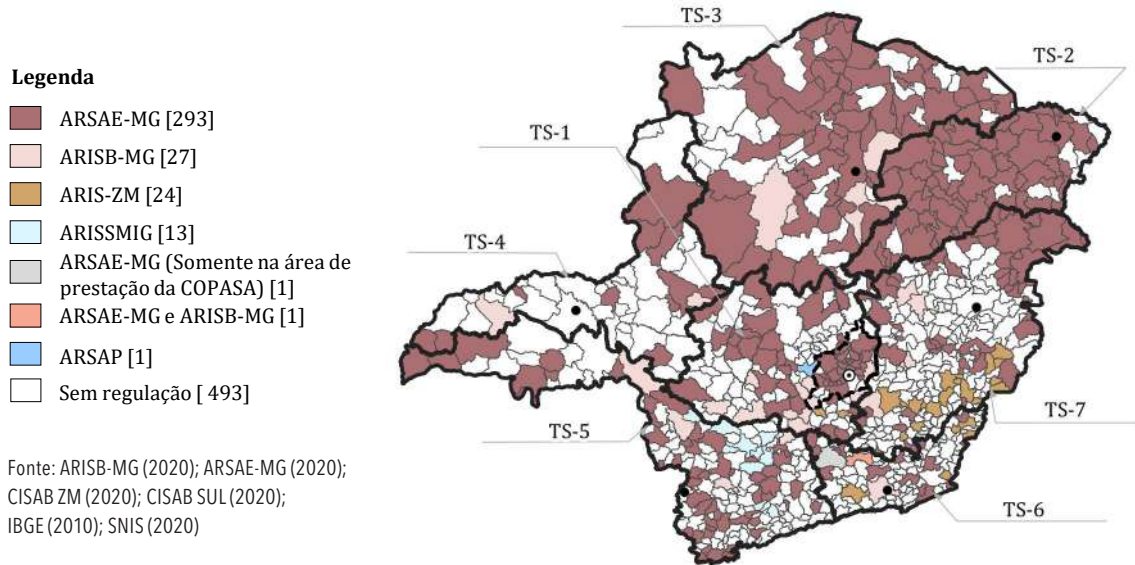 Legenda
ARSAE-MG [293]
ARISB-MG [27]
ARIS-ZM [24]
ARISSMIG [13]
ARSAE-MG (Somente na área de
prestação da COPASA) [1]
ARSAE-MG e ARISB-MG [1]
ARSAP [1]
Sem regulação [ 493]
Fonte: ARISB-MG (2020); ARSAE-MG (2020);
CISAB ZM (2020); CISAB SUL (2020);
IBGE (2010); SNIS (2020)
TS-3
TS-2
TS-1
TS-4
TS-7
TS-5
TS-6